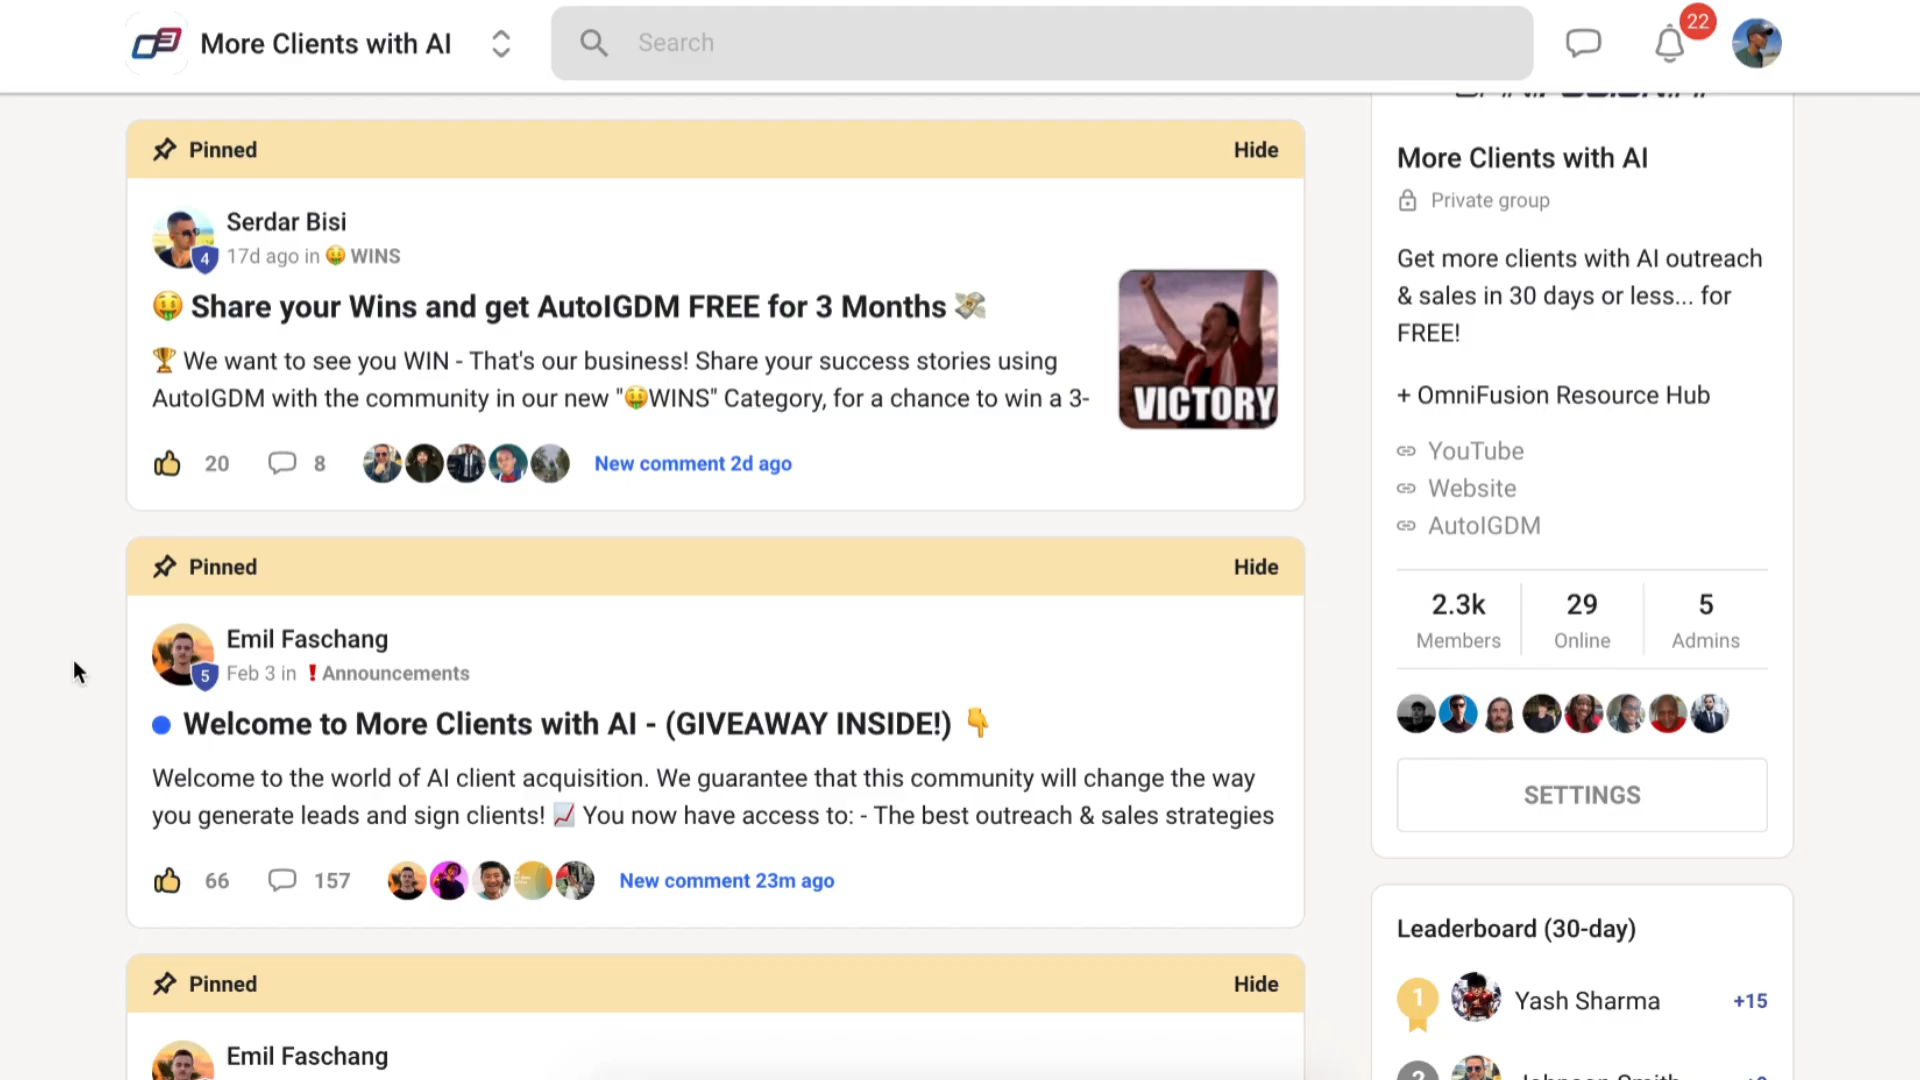 More Clients with AI
Search
22
Pinned
Hide
Serdar Bisi
4
17d ago in 🤑 WINS
🤑 Share your Wins and get AutoIGDM FREE for 3 Months 💸
🏆 We want to see you WIN - That's our business! Share your success stories using
AutoIGDM with the community in our new "🤑WINS" Category, for a chance to win a 3-
VICTORY
20
8
New comment 2d ago
Pinned
Hide
Emil Faschang
5
Feb 3 in ❗Announcements
Welcome to More Clients with AI - (GIVEAWAY INSIDE!) 👇
Welcome to the world of AI client acquisition. We guarantee that this community will change the way
you generate leads and sign clients! 📈 You now have access to: - The best outreach & sales strategies
66
157
New comment 23m ago
Pinned
Hide
Emil Faschang
More Clients with AI
Private group
Get more clients with AI outreach
& sales in 30 days or less... for
FREE!
+ OmniFusion Resource Hub
YouTube
Website
AutoIGDM
2.3k
Members
29
Online
5
Admins
SETTINGS
Leaderboard (30-day)
1
Yash Sharma
+15